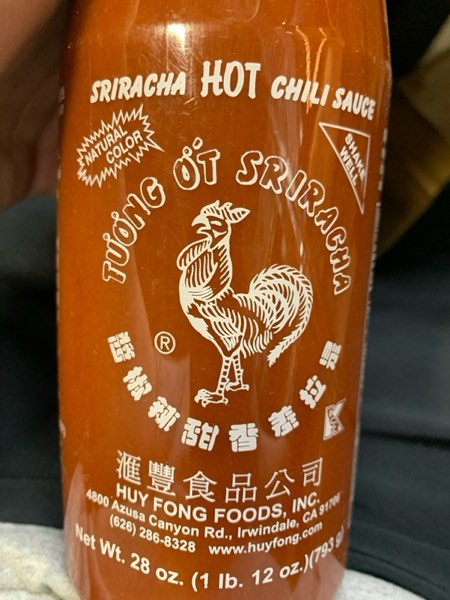 SRIRACHA HOT CHILI SAUCE
NATURAL
COLOR
SHAKE
WELL
TƯƠNG ỚT SRIRACHA
®
是拉差香甜辣椒醬
K
滙豐食品公司
HUY FONG FOODS, INC.
4800 Azusa Canyon Rd., Irwindale, CA 91706
(626) 286-8328 www.huyfong.com
Net Wt. 28 oz. (1 lb. 12 oz.)(793 g)